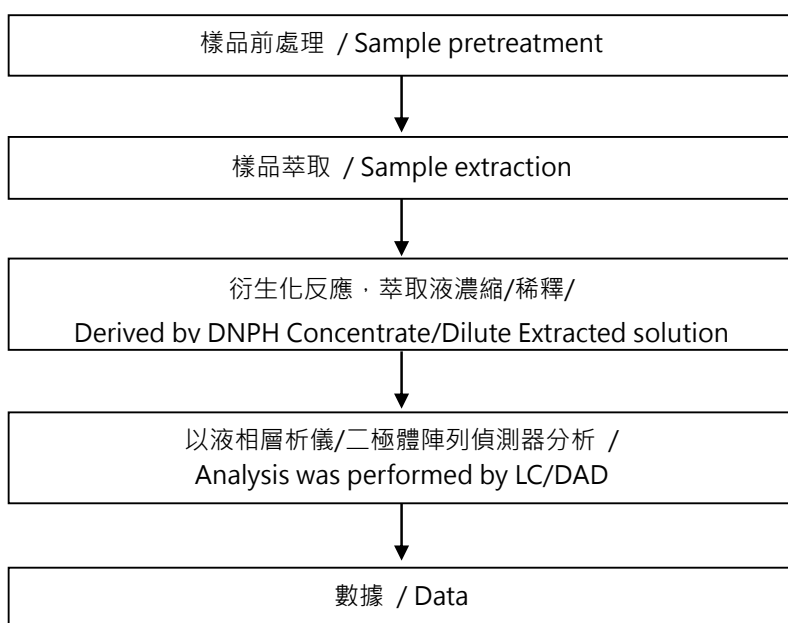 樣品前處理 / Sample pretreatment
樣品萃取 / Sample extraction
衍生化反應，萃取液濃縮/稀釋/
Derived by DNPH Concentrate/Dilute Extracted solution
以液相層析儀/二極體陣列偵測器分析 /
Analysis was performed by LC/DAD
數據 / Data